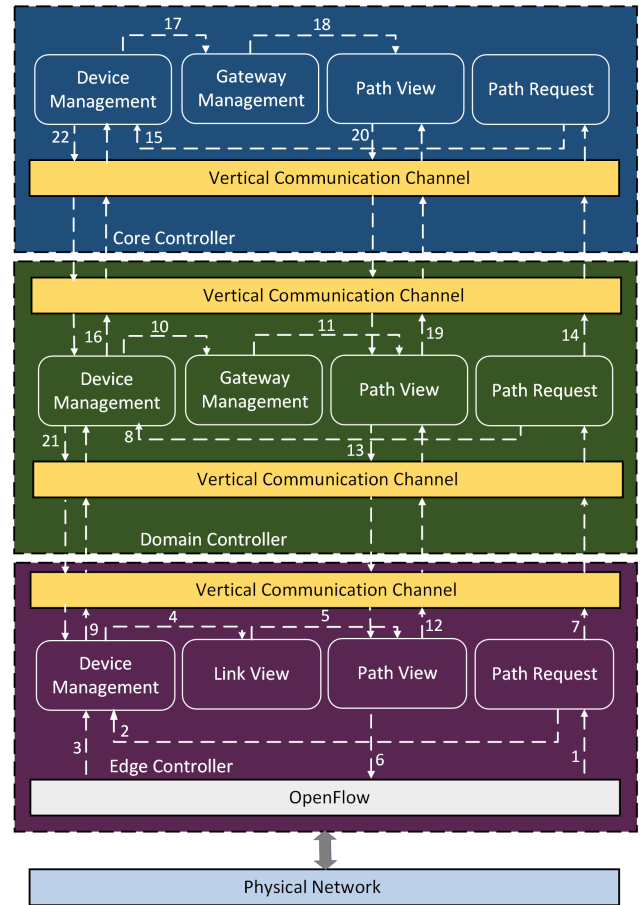 17
18
Device Management
Gateway Management
Path View
Path Request
22
15
20
Vertical Communication Channel
Core Controller
Vertical Communication Channel
16
10
11
19
14
Device Management
Gateway Management
Path View
Path Request
21
8
13
Vertical Communication Channel
Domain Controller
Vertical Communication Channel
9
4
5
12
7
Device Management
Link View
Path View
Path Request
3
2
6
1
Edge Controller
OpenFlow
Physical Network